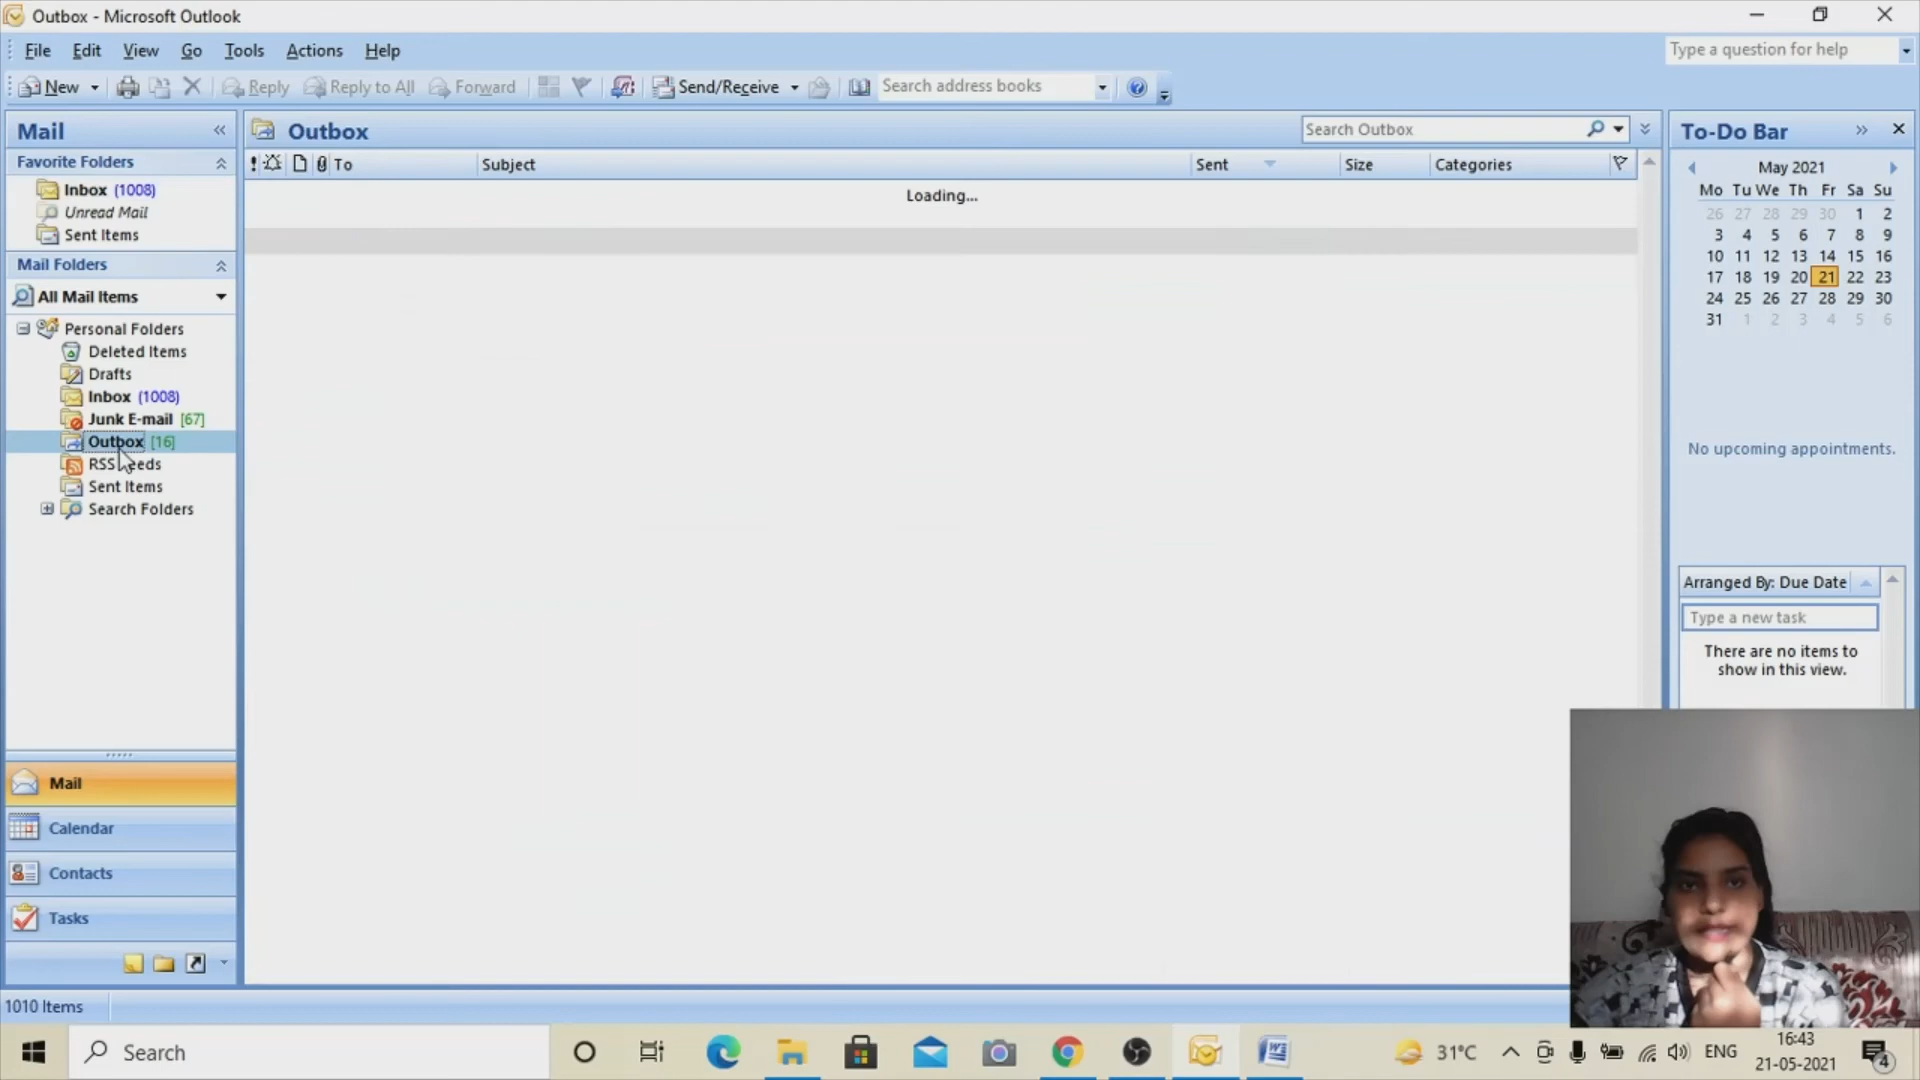 Outbox - Microsoft Outlook
File Edit View Go Tools Actions Help
Type a question for help
New Reply Reply to All Forward Send/Receive Search address books
Mail
Outbox
Search Outbox
To-Do Bar
Favorite Folders
To Subject Sent Size Categories
Loading...
Inbox (1008)
Unread Mail
Sent Items
Mail Folders
All Mail Items
Personal Folders
Deleted Items
Drafts
Inbox (1008)
Junk E-mail [67]
Outbox [16]
RSS Feeds
Sent Items
Search Folders
May 2021
Mo Tu We Th Fr Sa Su
26 27 28 29 30 1 2
3 4 5 6 7 8 9
10 11 12 13 14 15 16
17 18 19 20 21 22 23
24 25 26 27 28 29 30
31 1 2 3 4 5 6
No upcoming appointments.
Arranged By: Due Date
Type a new task
There are no items to
show in this view.
Mail
Calendar
Contacts
Tasks
1010 Items
Search
31°C
ENG
16:43
21-05-2021
4